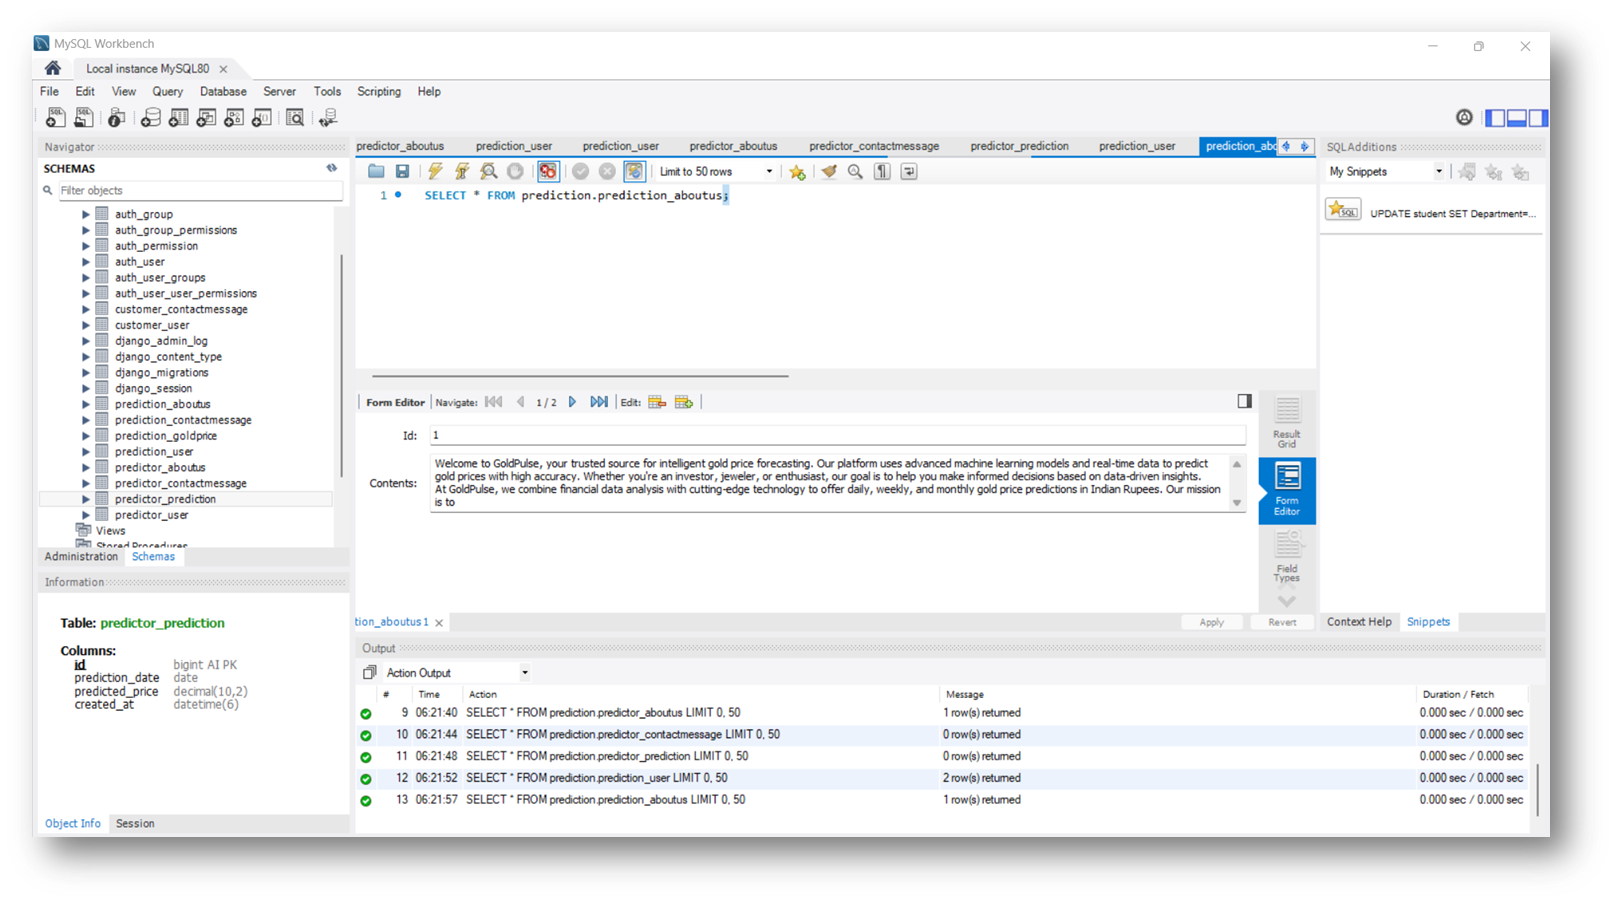 MySQL Workbench
Local instance MySQL80
File Edit View Query Database Server Tools Scripting Help
Navigator
SCHEMAS
Filter objects
auth_group
auth_group_permissions
auth_permission
auth_user
auth_user_groups
auth_user_user_permissions
customer_contactmessage
customer_user
django_admin_log
django_content_type
django_migrations
django_session
prediction_aboutus
prediction_contactmessage
prediction_goldprice
prediction_user
predictor_aboutus
predictor_contactmessage
predictor_prediction
predictor_user
Views
Stored Procedures
Administration Schemas
Information
Table: predictor_prediction
Columns:
id bigint AI PK
prediction_date date
predicted_price decimal(10,2)
created_at datetime(6)
Object Info Session
predictor_aboutus prediction_user prediction_user predictor_aboutus predictor_contactmessage predictor_prediction prediction_user prediction_abo
Limit to 50 rows
1 SELECT * FROM prediction.prediction_aboutus;
Form Editor Navigate: 1 / 2 Edit:
Id: 1
Contents:
Welcome to GoldPulse, your trusted source for intelligent gold price forecasting. Our platform uses advanced machine learning models and real-time data to predict
gold prices with high accuracy. Whether you're an investor, jeweler, or enthusiast, our goal is to help you make informed decisions based on data-driven insights.
At GoldPulse, we combine financial data analysis with cutting-edge technology to offer daily, weekly, and monthly gold price predictions in Indian Rupees. Our mission
is to
Result
Grid
Form
Editor
Field
Types
tion_aboutus 1
Apply Revert
SQLAdditions
My Snippets
SQL
UPDATE student SET Department=...
Context Help Snippets
Output
Action Output
# Time Action Message Duration / Fetch
9 06:21:40 SELECT * FROM prediction.predictor_aboutus LIMIT 0, 50 1 row(s) returned 0.000 sec / 0.000 sec
10 06:21:44 SELECT * FROM prediction.predictor_contactmessage LIMIT 0, 50 0 row(s) returned 0.000 sec / 0.000 sec
11 06:21:48 SELECT * FROM prediction.predictor_prediction LIMIT 0, 50 0 row(s) returned 0.000 sec / 0.000 sec
12 06:21:52 SELECT * FROM prediction.prediction_user LIMIT 0, 50 2 row(s) returned 0.000 sec / 0.000 sec
13 06:21:57 SELECT * FROM prediction.prediction_aboutus LIMIT 0, 50 1 row(s) returned 0.000 sec / 0.000 sec